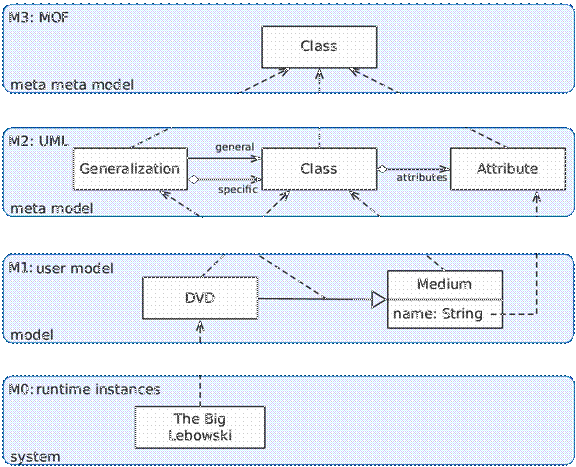 M3: MOF
Class
meta meta model
M2: UML
general
Generalization
Class
Attribute
specific
attributes
meta model
M1: user model
Medium
DVD
name: String
model
M0: runtime instances
The Big
Lebowski
system